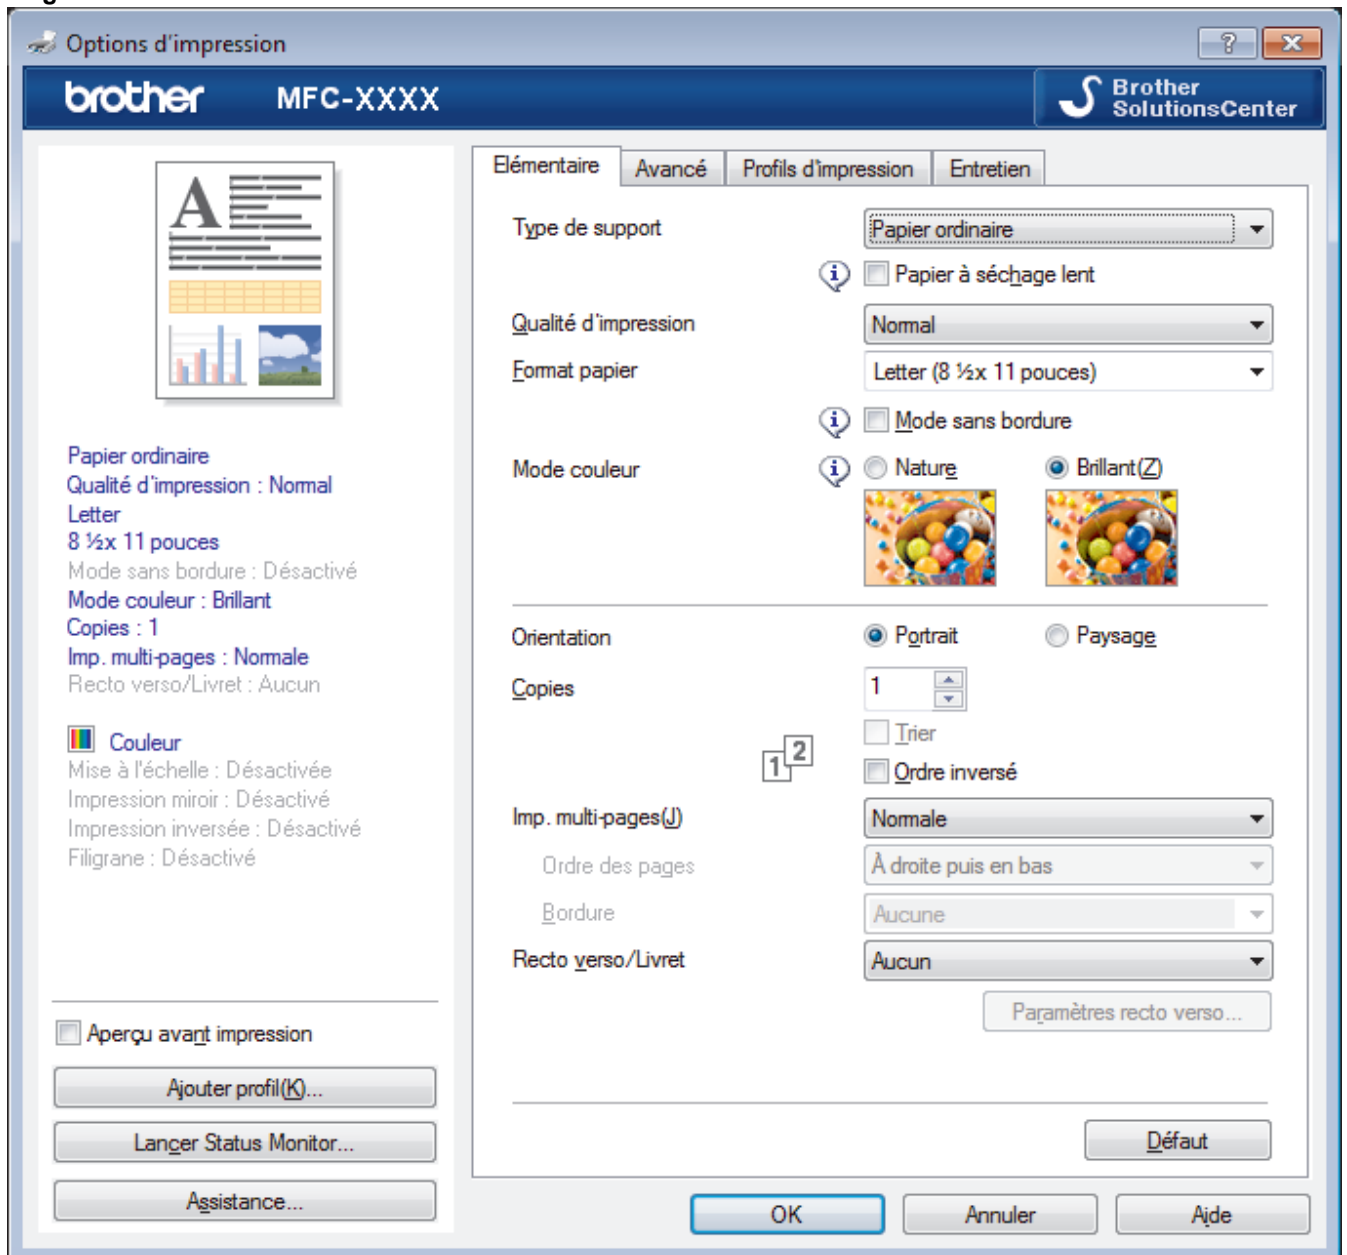 Options d'impression
brother MFC-XXXX
Brother
SolutionsCenter
Elémentaire Avancé Profils d'impression Entretien
A
Type de support Papier ordinaire
Papier à séchage lent
Qualité d'impression Normal
Format papier Letter (8 ½x 11 pouces)
Mode sans bordure
Mode couleur Nature Brillant(Z)
Orientation Portrait Paysage
Copies 1
Trier
1 2
Ordre inversé
Imp. multi-pages(J) Normale
Ordre des pages À droite puis en bas
Bordure Aucune
Recto verso/Livret Aucun
Paramètres recto verso...
Défaut
Papier ordinaire
Qualité d'impression : Normal
Letter
8 ½x 11 pouces
Mode sans bordure : Désactivé
Mode couleur : Brillant
Copies : 1
Imp. multi-pages : Normale
Recto verso/Livret : Aucun
Couleur
Mise à l'échelle : Désactivée
Impression miroir : Désactivé
Impression inversée : Désactivé
Filigrane : Désactivé
Aperçu avant impression
Ajouter profil(K)...
Lancer Status Monitor...
Assistance...
OK Annuler Aide